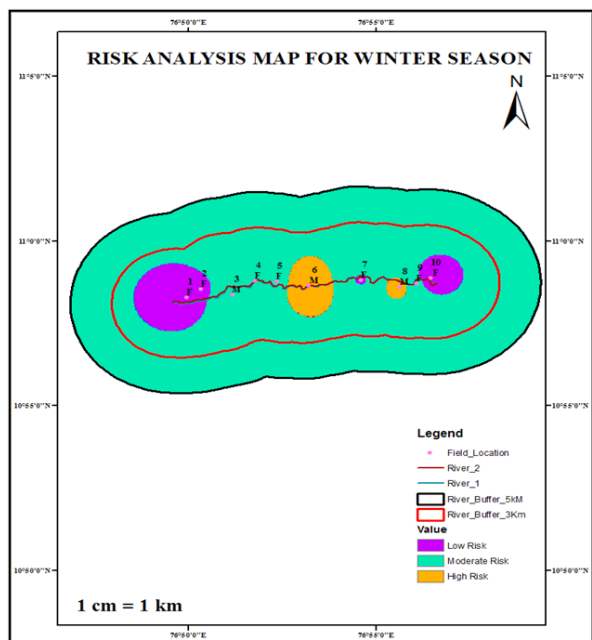 76°50'0"E 76°55'0"E
RISK ANALYSIS MAP FOR WINTER SEASON
N
11°5'0"N 11°5'0"N
11°0'0"N 11°0'0"N
10°55'0"N 10°55'0"N
10°50'0"N 10°50'0"N
1 F
2 F
3 M
4 F
5 F
6 M
7 F
8 M
9 F
10 F
Legend
Field_Location
River_2
River_1
River_Buffer_5kM
River_Buffer_3Km
Value
Low Risk
Moderate Risk
High Risk
1 cm = 1 km
76°50'0"E 76°55'0"E